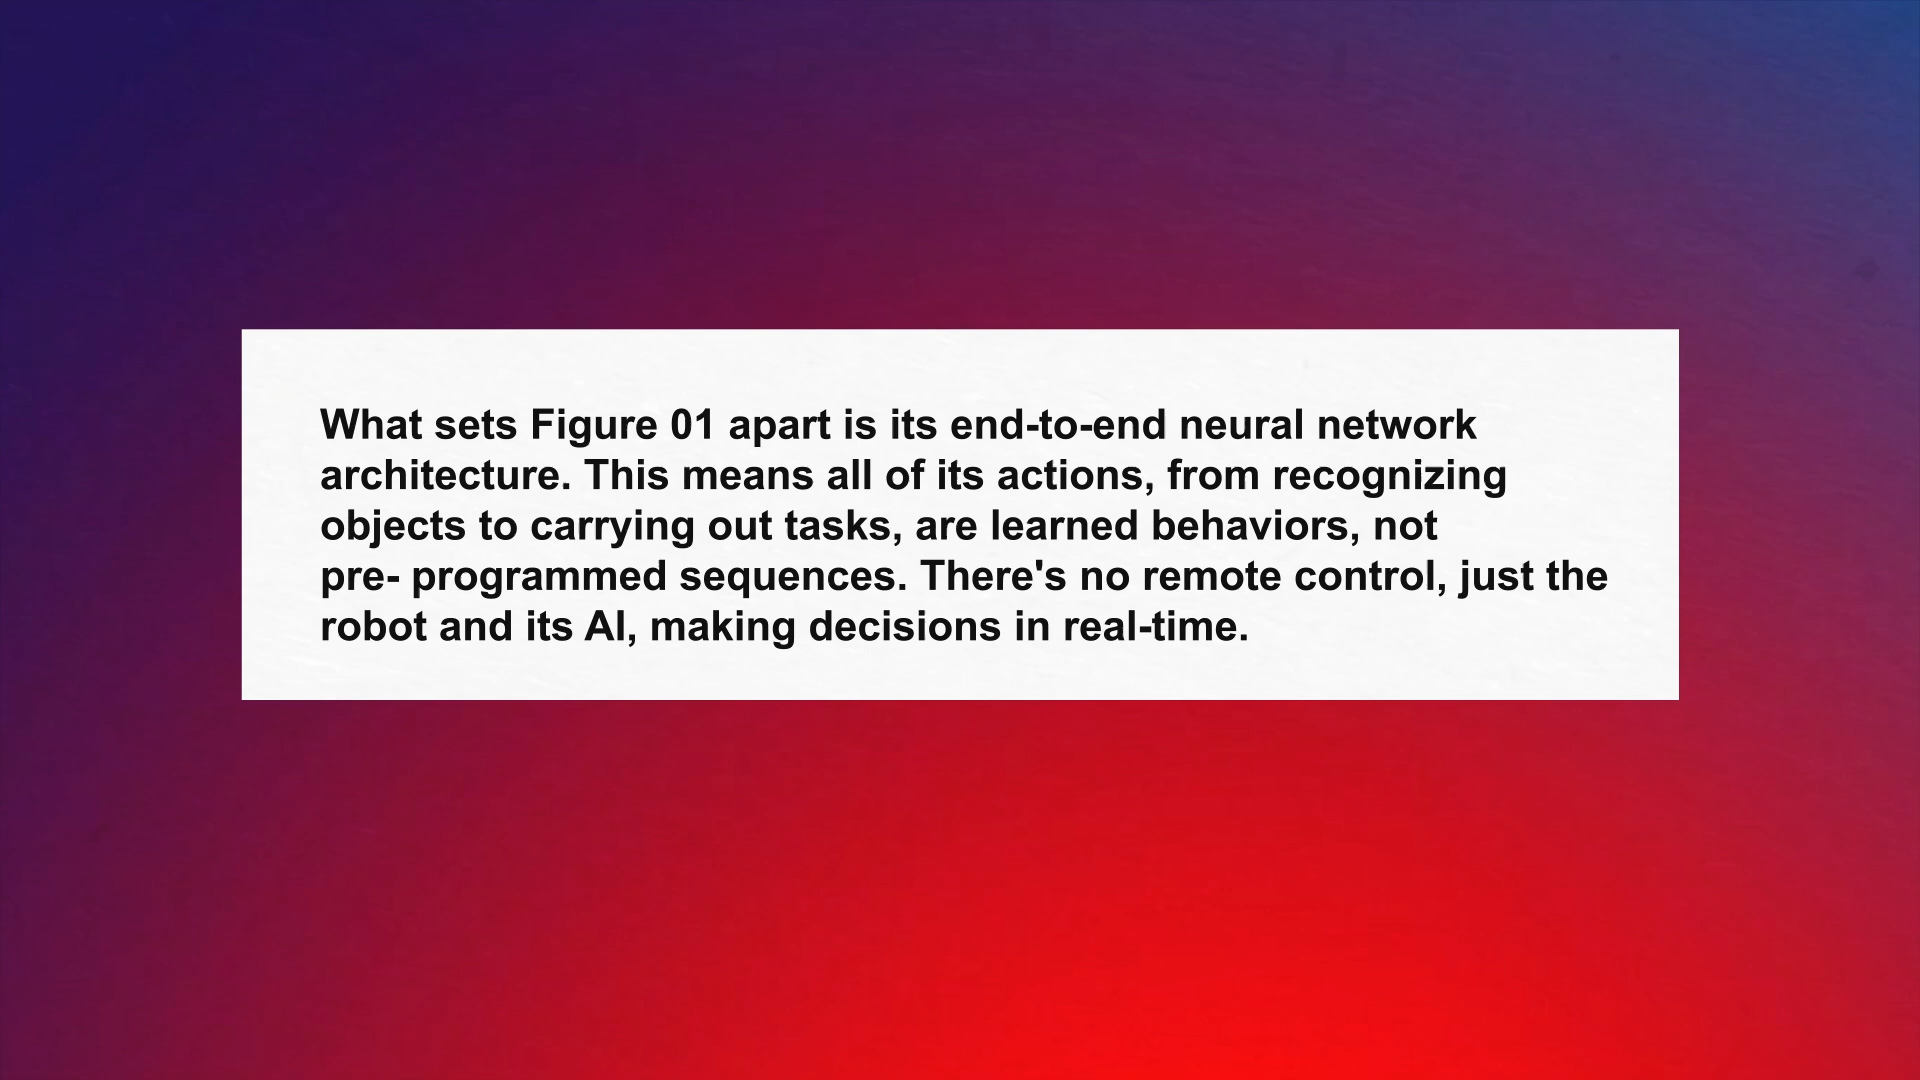 What sets Figure 01 apart is its end-to-end neural network
architecture. This means all of its actions, from recognizing
objects to carrying out tasks, are learned behaviors, not
pre- programmed sequences. There's no remote control, just the
robot and its AI, making decisions in real-time.